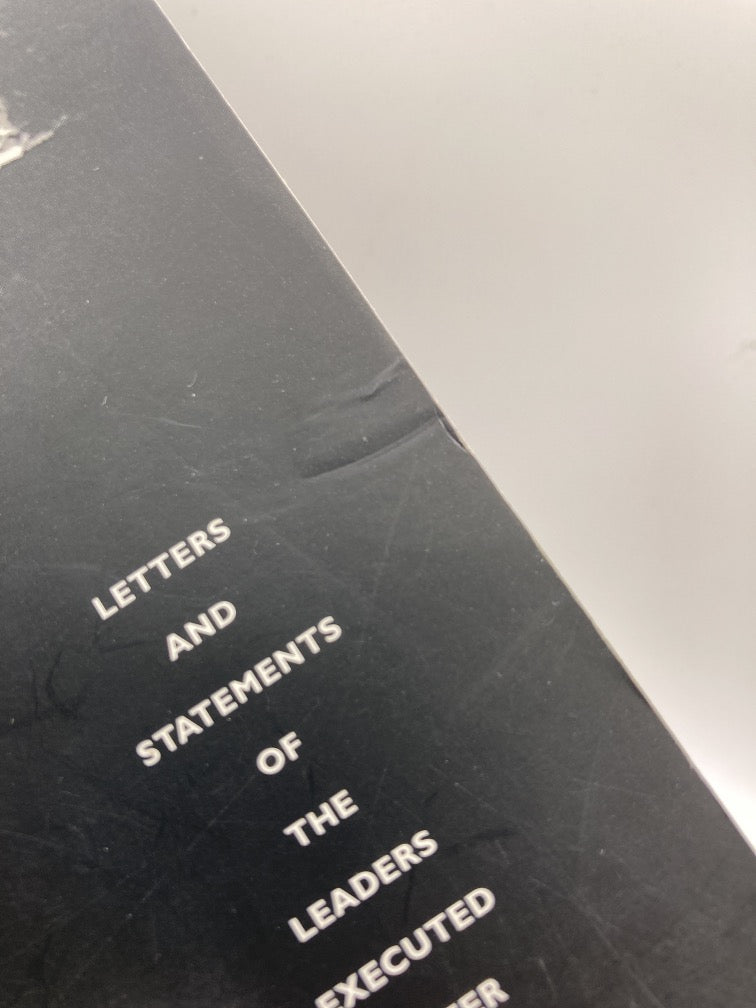 LETTERS
AND
STATEMENTS
OF
THE
LEADERS
EXECUTED